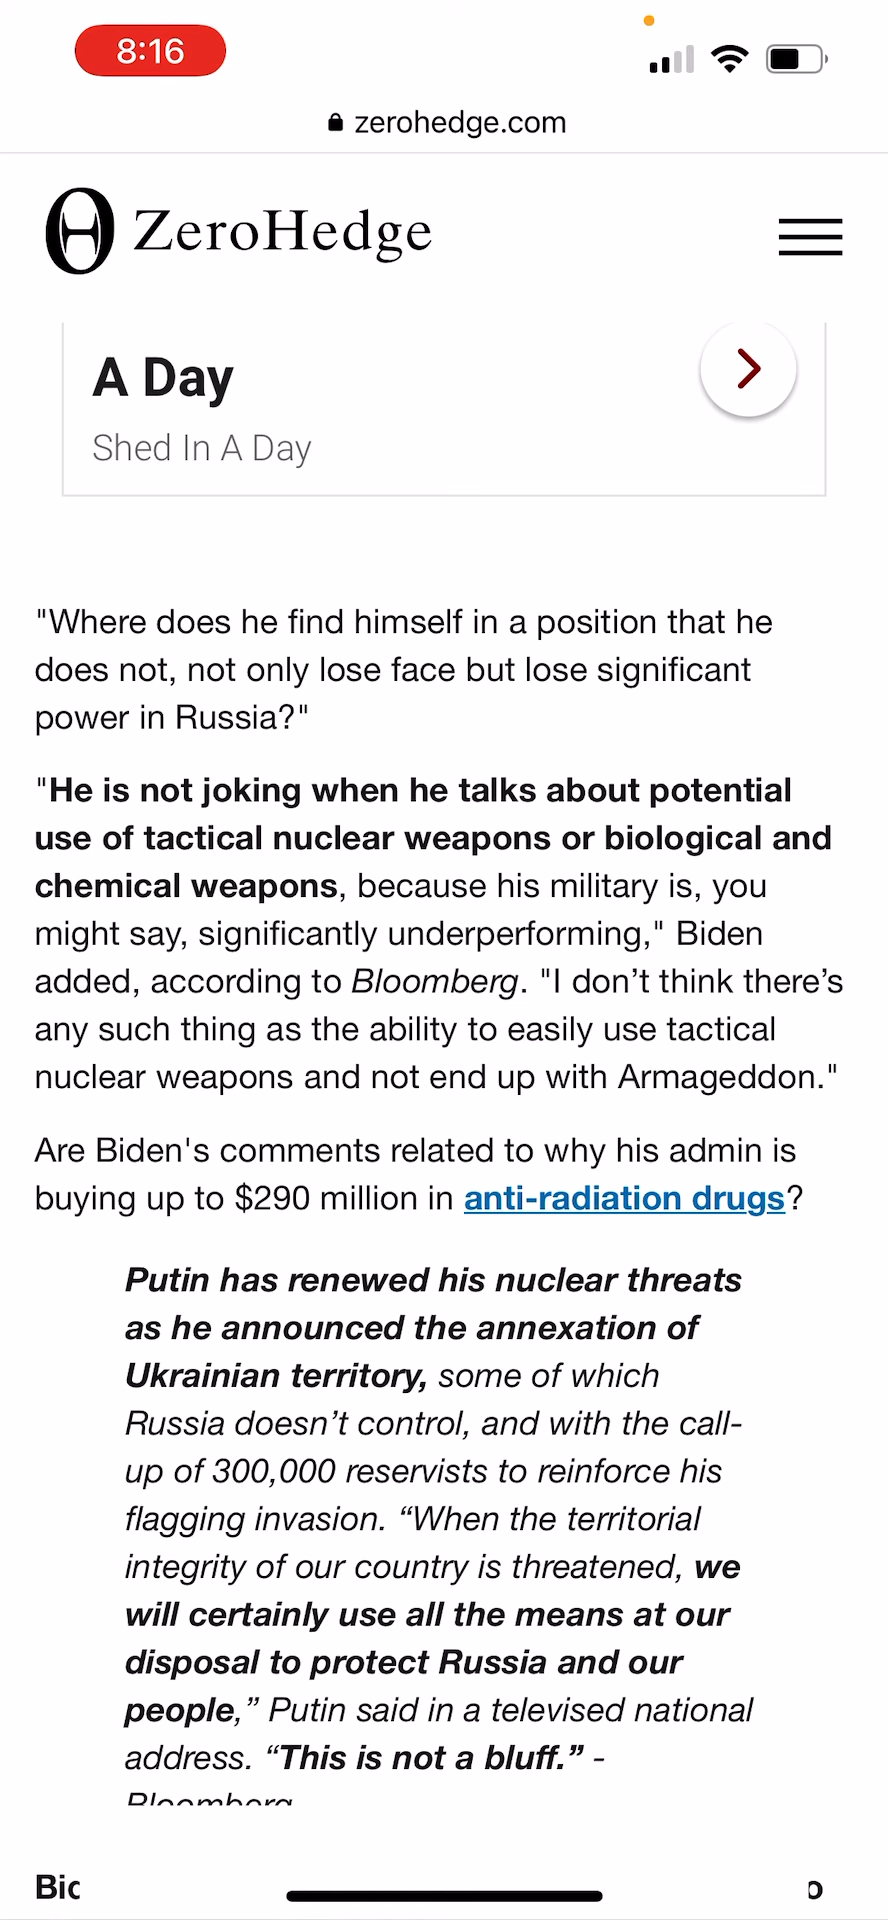 8:16
zerohedge.com
ZeroHedge
A Day
Shed In A Day
"Where does he find himself in a position that he
does not, not only lose face but lose significant
power in Russia?"
"He is not joking when he talks about potential
use of tactical nuclear weapons or biological and
chemical weapons, because his military is, you
might say, significantly underperforming," Biden
added, according to Bloomberg. "I don’t think there’s
any such thing as the ability to easily use tactical
nuclear weapons and not end up with Armageddon."
Are Biden's comments related to why his admin is
buying up to $290 million in anti-radiation drugs?
Putin has renewed his nuclear threats
as he announced the annexation of
Ukrainian territory, some of which
Russia doesn’t control, and with the call-
up of 300,000 reservists to reinforce his
flagging invasion. “When the territorial
integrity of our country is threatened, we
will certainly use all the means at our
disposal to protect Russia and our
people,” Putin said in a televised national
address. “This is not a bluff.” -
Bloomberg